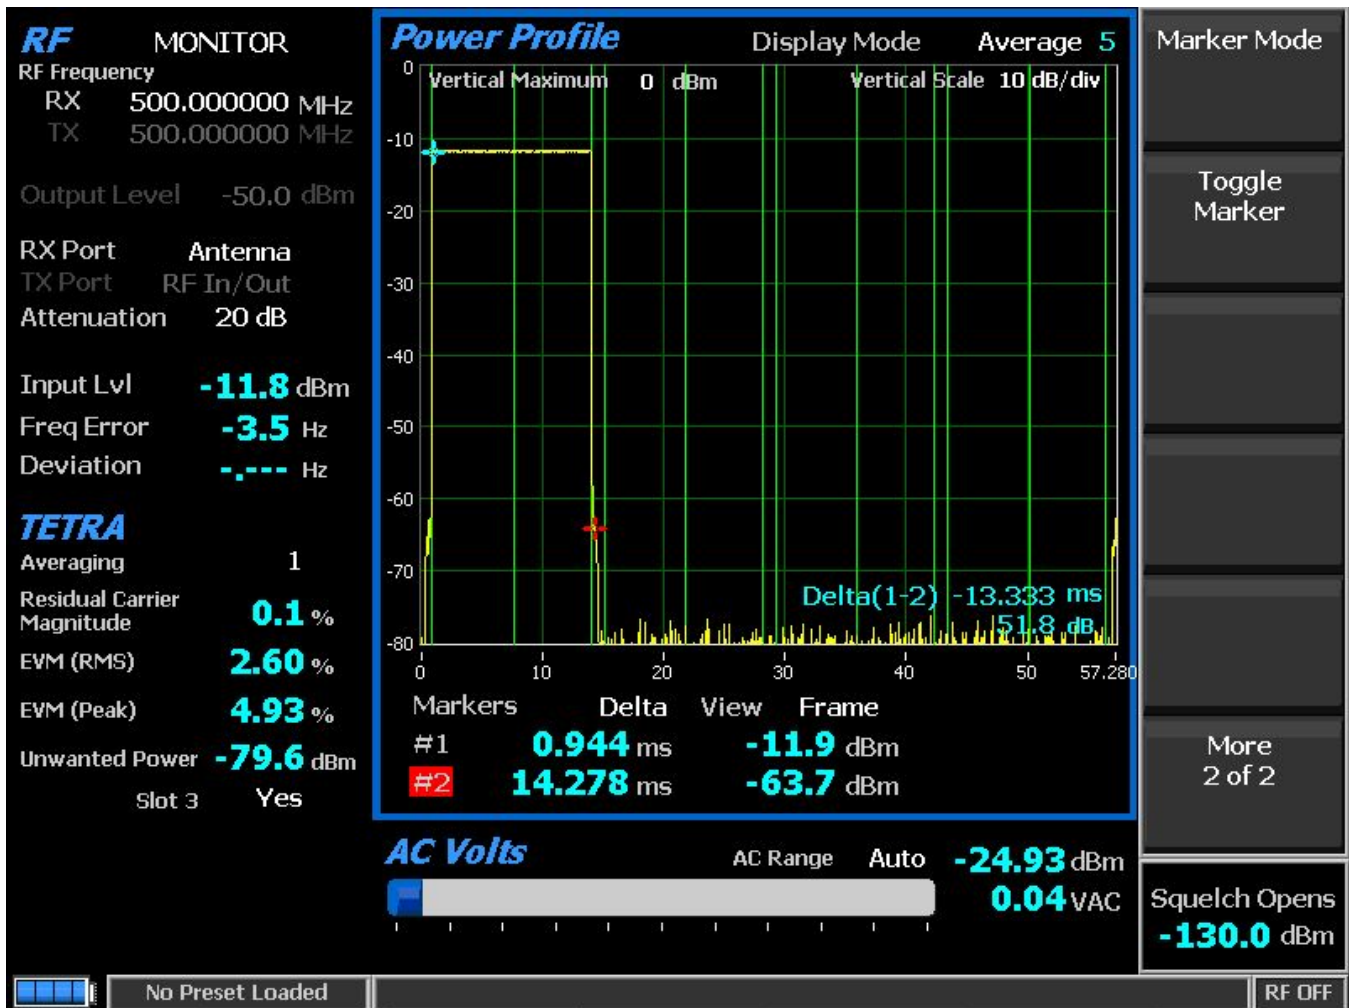 RF MONITOR
RF Frequency
RX 500.000000 MHz
TX 500.000000 MHz
Output Level -50.0 dBm
RX Port Antenna
TX Port RF In/Out
Attenuation 20 dB
Input Lvl -11.8 dBm
Freq Error -3.5 Hz
Deviation -.--- Hz
TETRA
Averaging 1
Residual Carrier
Magnitude 0.1 %
EVM (RMS) 2.60 %
EVM (Peak) 4.93 %
Unwanted Power -79.6 dBm
Slot 3 Yes
Power Profile Display Mode Average 5
Vertical Maximum 0 dBm Vertical Scale 10 dB/div
0
-10
-20
-30
-40
-50
-60
-70
-80
Delta(1-2) -13.333 ms
51.8 dB
0 10 20 30 40 50 57.280
Markers Delta View Frame
#1 0.944 ms -11.9 dBm
#2 14.278 ms -63.7 dBm
AC Volts AC Range Auto -24.93 dBm
0.04 VAC
Marker Mode
Toggle
Marker
More
2 of 2
Squelch Opens
-130.0 dBm
No Preset Loaded
RF OFF